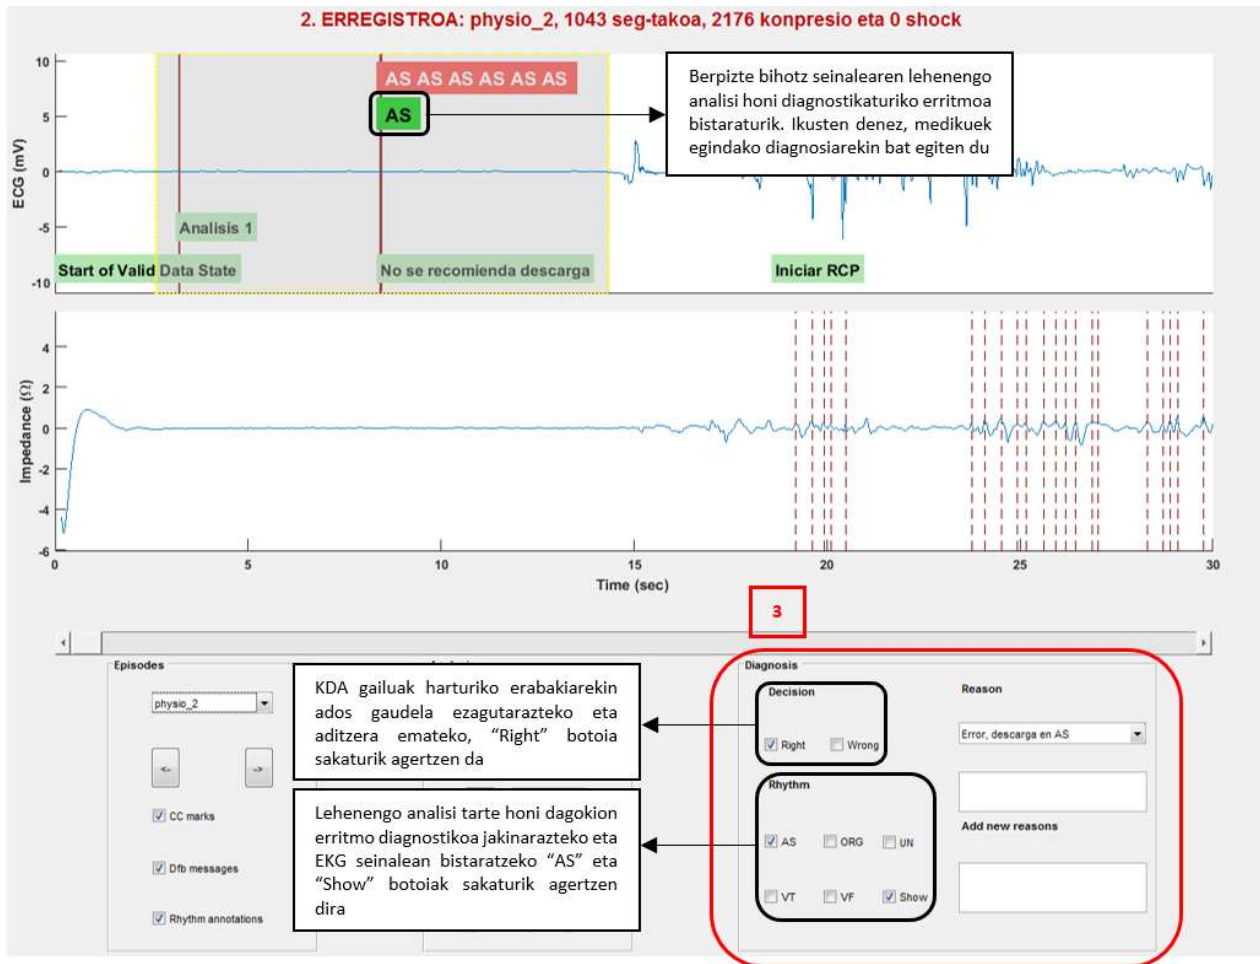 2. ERREGISTROA: physio_2, 1043 seg-takoa, 2176 konpresio eta 0 shock
ECG (mV)
10
5
0
-5
-10
AS AS AS AS AS AS
AS
Analisis 1
Start of Valid Data State
No se recomienda descarga
Iniciar RCP
Berpizte bihotz seinalearen lehenengo
analisi honi diagnostikaturiko erritmoa
bistaraturik. Ikusten denez, medikuek
egindako diagnosiarekin bat egiten du
Impedance (Ω)
4
2
0
-2
-4
-6
0 5 10 15 20 25 30
Time (sec)
3
Episodes
physio_2
<-
->
CC marks
Dfb messages
Rhythm annotations
KDA gailuak harturiko erabakiarekin
ados gaudela ezagutarazteko eta
aditzera emateko, “Right” botoia
sakaturik agertzen da
Lehenengo analisi tarte honi dagokion
erritmo diagnostikoa jakinarazteko eta
EKG seinalean bistaratzeko “AS” eta
“Show” botoiak sakaturik agertzen
dira
Diagnosis
Decision
Right Wrong
Rhythm
AS ORG UN
VT VF Show
Reason
Error, descarga en AS
Add new reasons